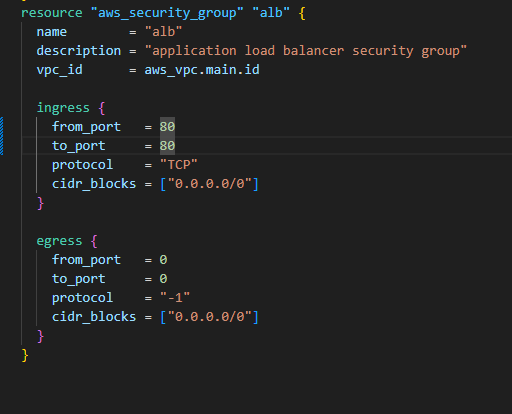 resource "aws_security_group" "alb" {
  name        = "alb"
  description = "application load balancer security group"
  vpc_id      = aws_vpc.main.id

  ingress {
    from_port   = 80
    to_port     = 80
    protocol    = "TCP"
    cidr_blocks = ["0.0.0.0/0"]
  }

  egress {
    from_port   = 0
    to_port     = 0
    protocol    = "-1"
    cidr_blocks = ["0.0.0.0/0"]
  }
}